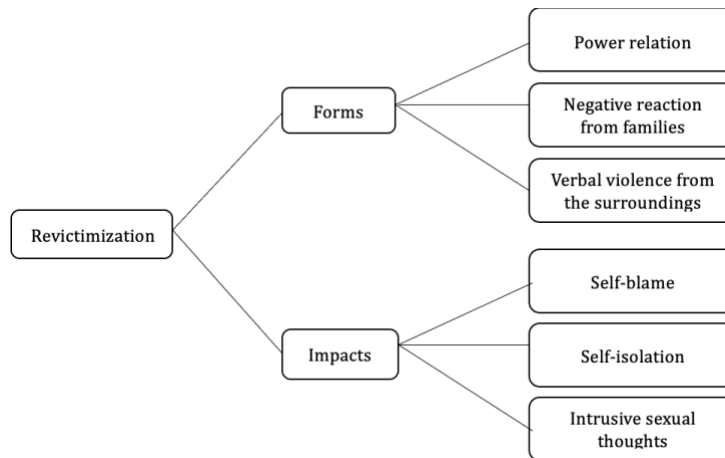 Revictimization
Forms
Power relation
Negative reaction
from families
Verbal violence from
the surroundings
Impacts
Self-blame
Self-isolation
Intrusive sexual
thoughts